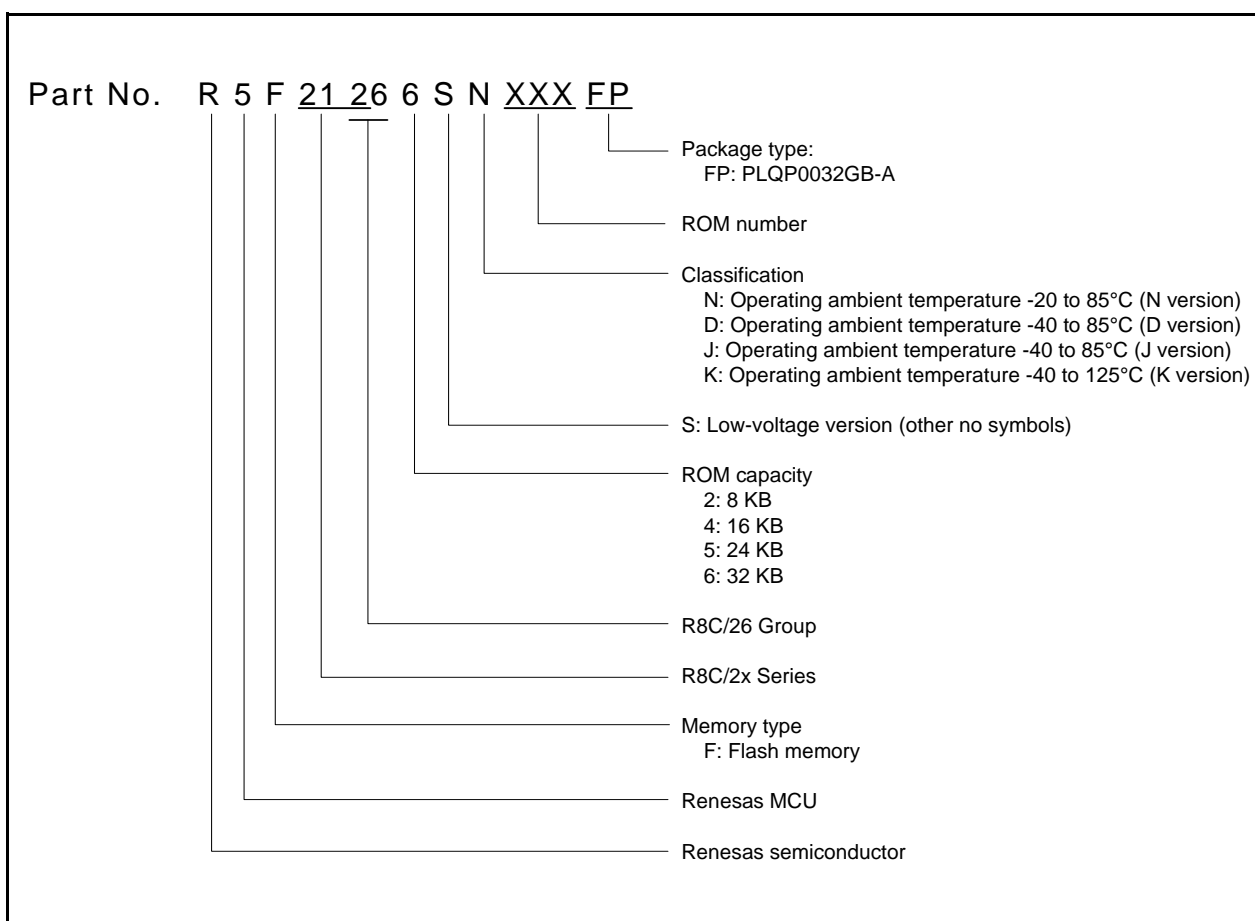 Part No. R 5 F 21 26 6 S N XXX FP
Package type:
FP: PLQP0032GB-A
ROM number
Classification
N: Operating ambient temperature -20 to 85°C (N version)
D: Operating ambient temperature -40 to 85°C (D version)
J: Operating ambient temperature -40 to 85°C (J version)
K: Operating ambient temperature -40 to 125°C (K version)
S: Low-voltage version (other no symbols)
ROM capacity
2: 8 KB
4: 16 KB
5: 24 KB
6: 32 KB
R8C/26 Group
R8C/2x Series
Memory type
F: Flash memory
Renesas MCU
Renesas semiconductor